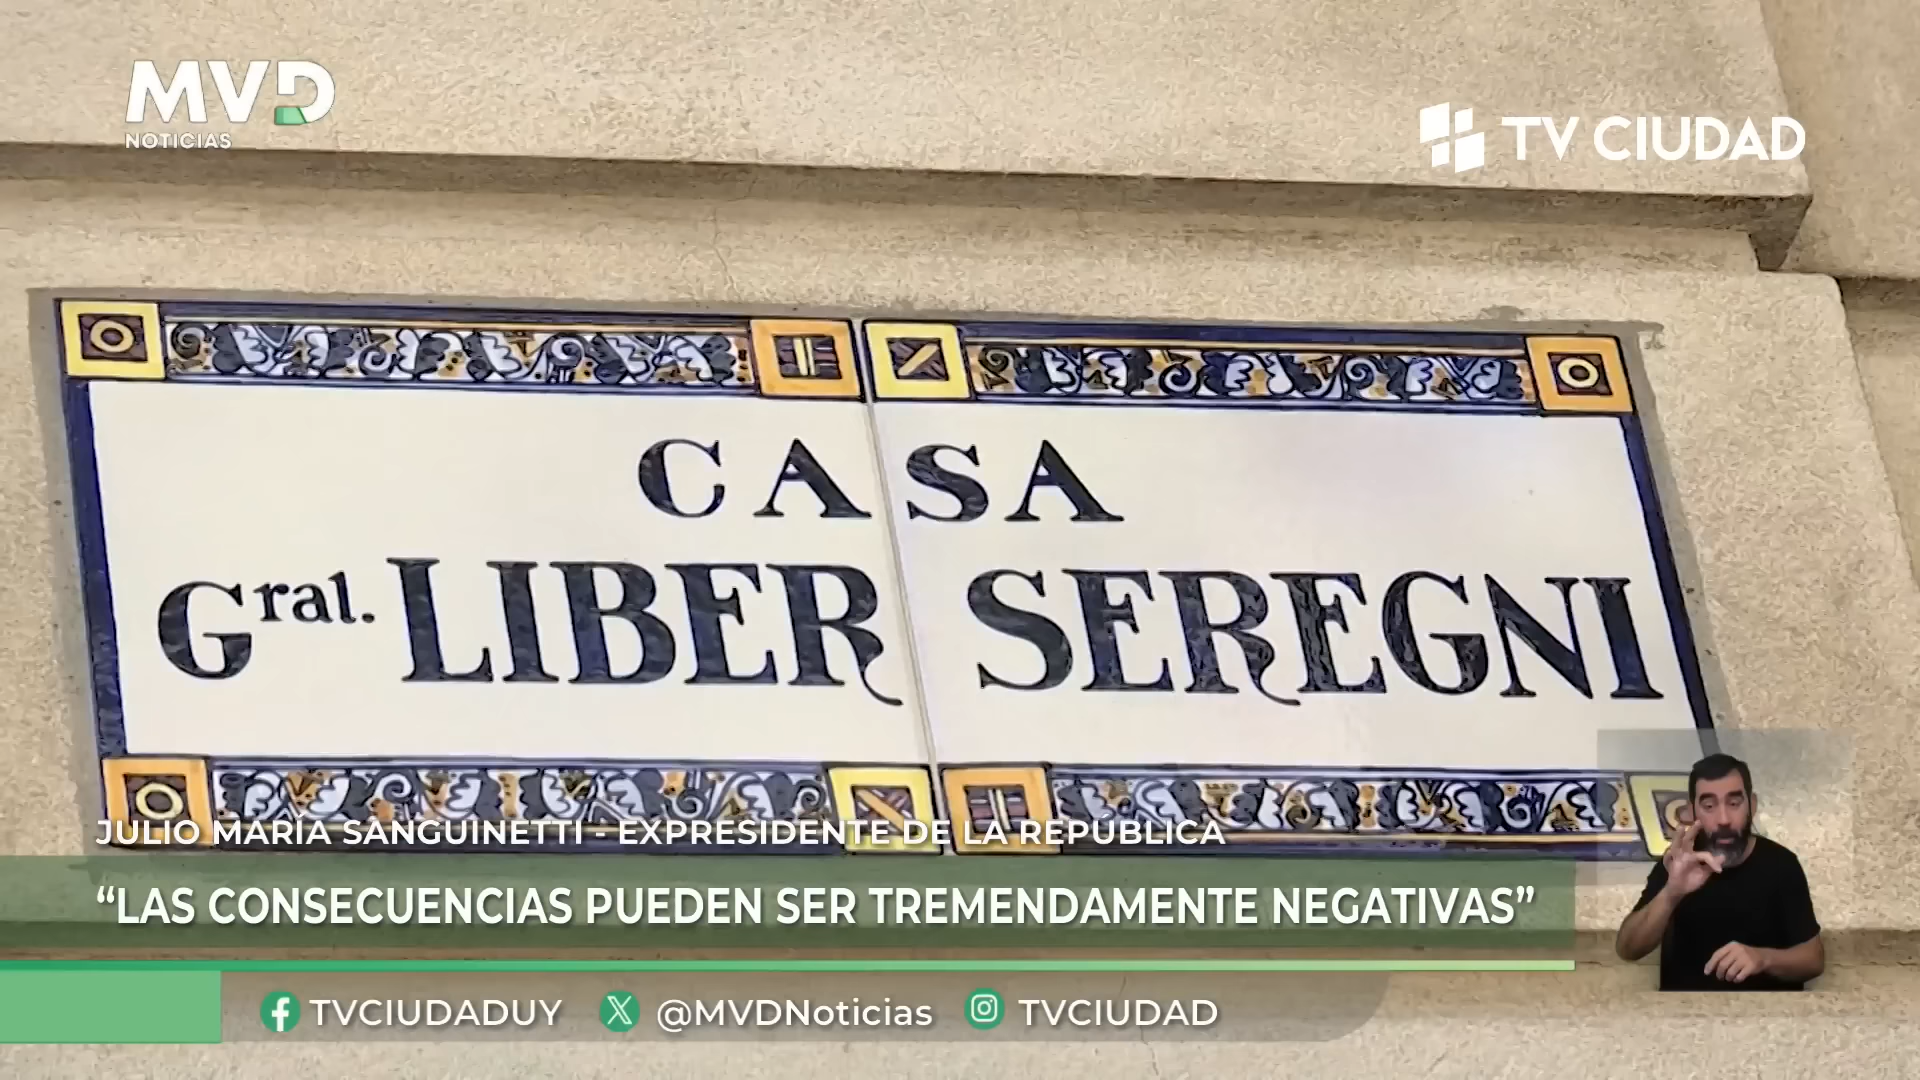 MVD
NOTICIAS
TV CIUDAD
CASA
Gral. LIBER SEREGNI
JULIO MARÍA SANGUINETTI - EXPRESIDENTE DE LA REPÚBLICA
“LAS CONSECUENCIAS PUEDEN SER TREMENDAMENTE NEGATIVAS”
TVCIUDADUY @MVDNoticias TVCIUDAD